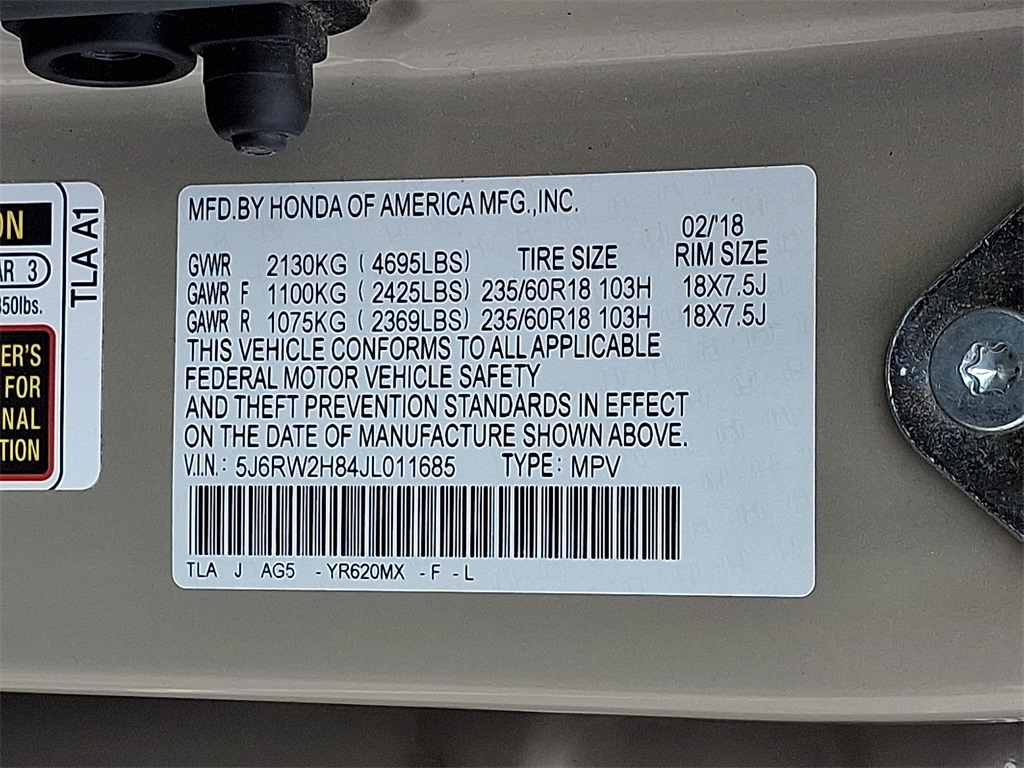 MFD.BY HONDA OF AMERICA MFG.,INC.
02/'18
GVWR 2130KG ( 4695LBS) TIRE SIZE RIM SIZE
GAWR F 1100KG ( 2425LBS) 235/60R18 103H 18X7.5J
GAWR R 1075KG ( 2369LBS) 235/60R18 103H 18X7.5J
THIS VEHICLE CONFORMS TO ALL APPLICABLE
FEDERAL MOTOR VEHICLE SAFETY
AND THEFT PREVENTION STANDARDS IN EFFECT
ON THE DATE OF MANUFACTURE SHOWN ABOVE.
V.I.N.: 5J6RW2H84JL011685 TYPE: MPV
TLA J AG5 -YR620MX -F -L
TLA A1
ON
AR 3
850lbs.
ER'S
FOR
NAL
TION